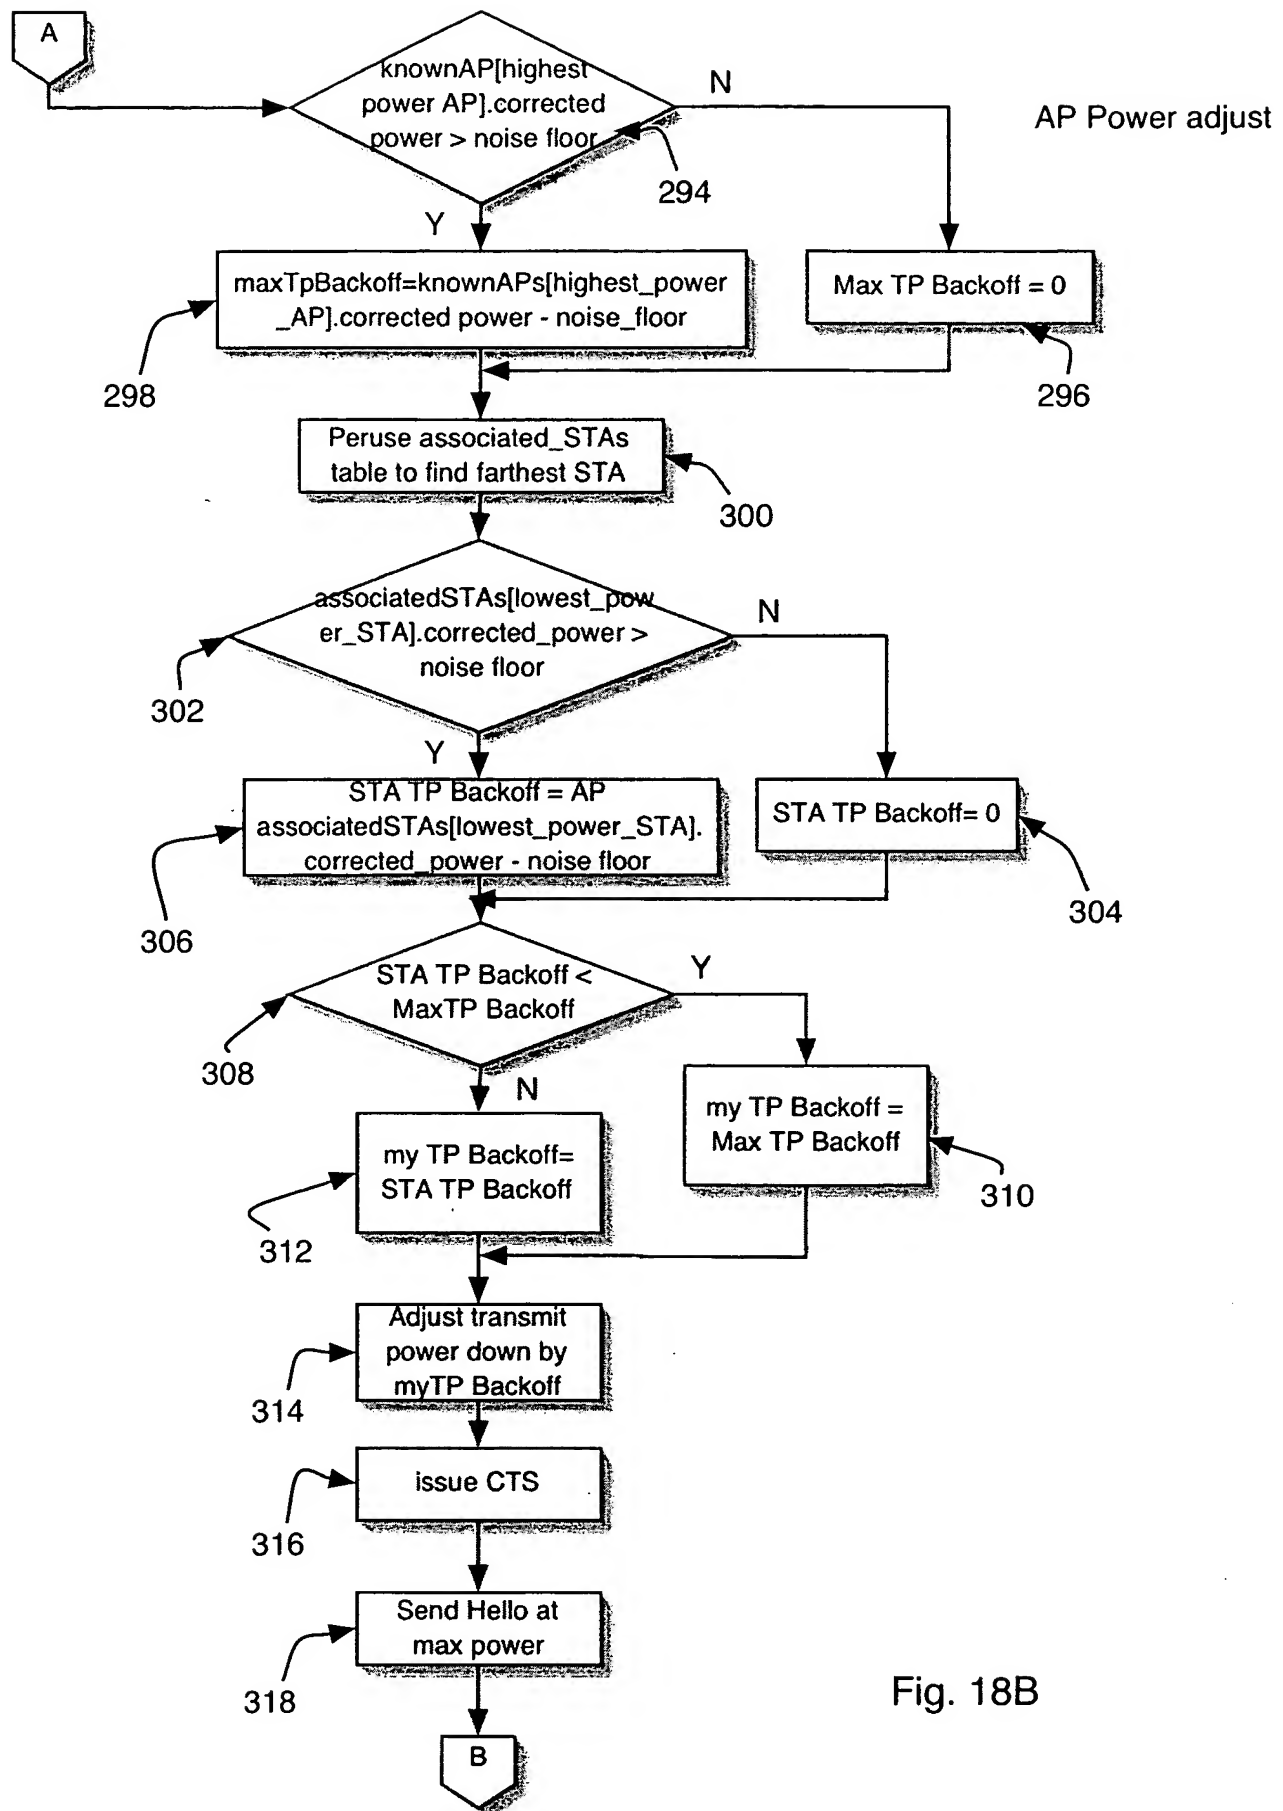 A
knownAP[highest
power AP].corrected
power > noise floor
N
AP Power adjust
294
Y
maxTpBackoff=knownAPs[highest_power
_AP].corrected power - noise_floor
Max TP Backoff = 0
298
296
Peruse associated_STAs
table to find farthest STA
300
associatedSTAs[lowest_pow
er_STA].corrected_power >
noise floor
N
302
Y
STA TP Backoff = AP
associatedSTAs[lowest_power_STA].
corrected_power - noise floor
STA TP Backoff= 0
306
304
STA TP Backoff <
MaxTP Backoff
Y
308
N
my TP Backoff =
Max TP Backoff
my TP Backoff=
STA TP Backoff
310
312
Adjust transmit
power down by
myTP Backoff
314
issue CTS
316
Send Hello at
max power
318
Fig. 18B
B